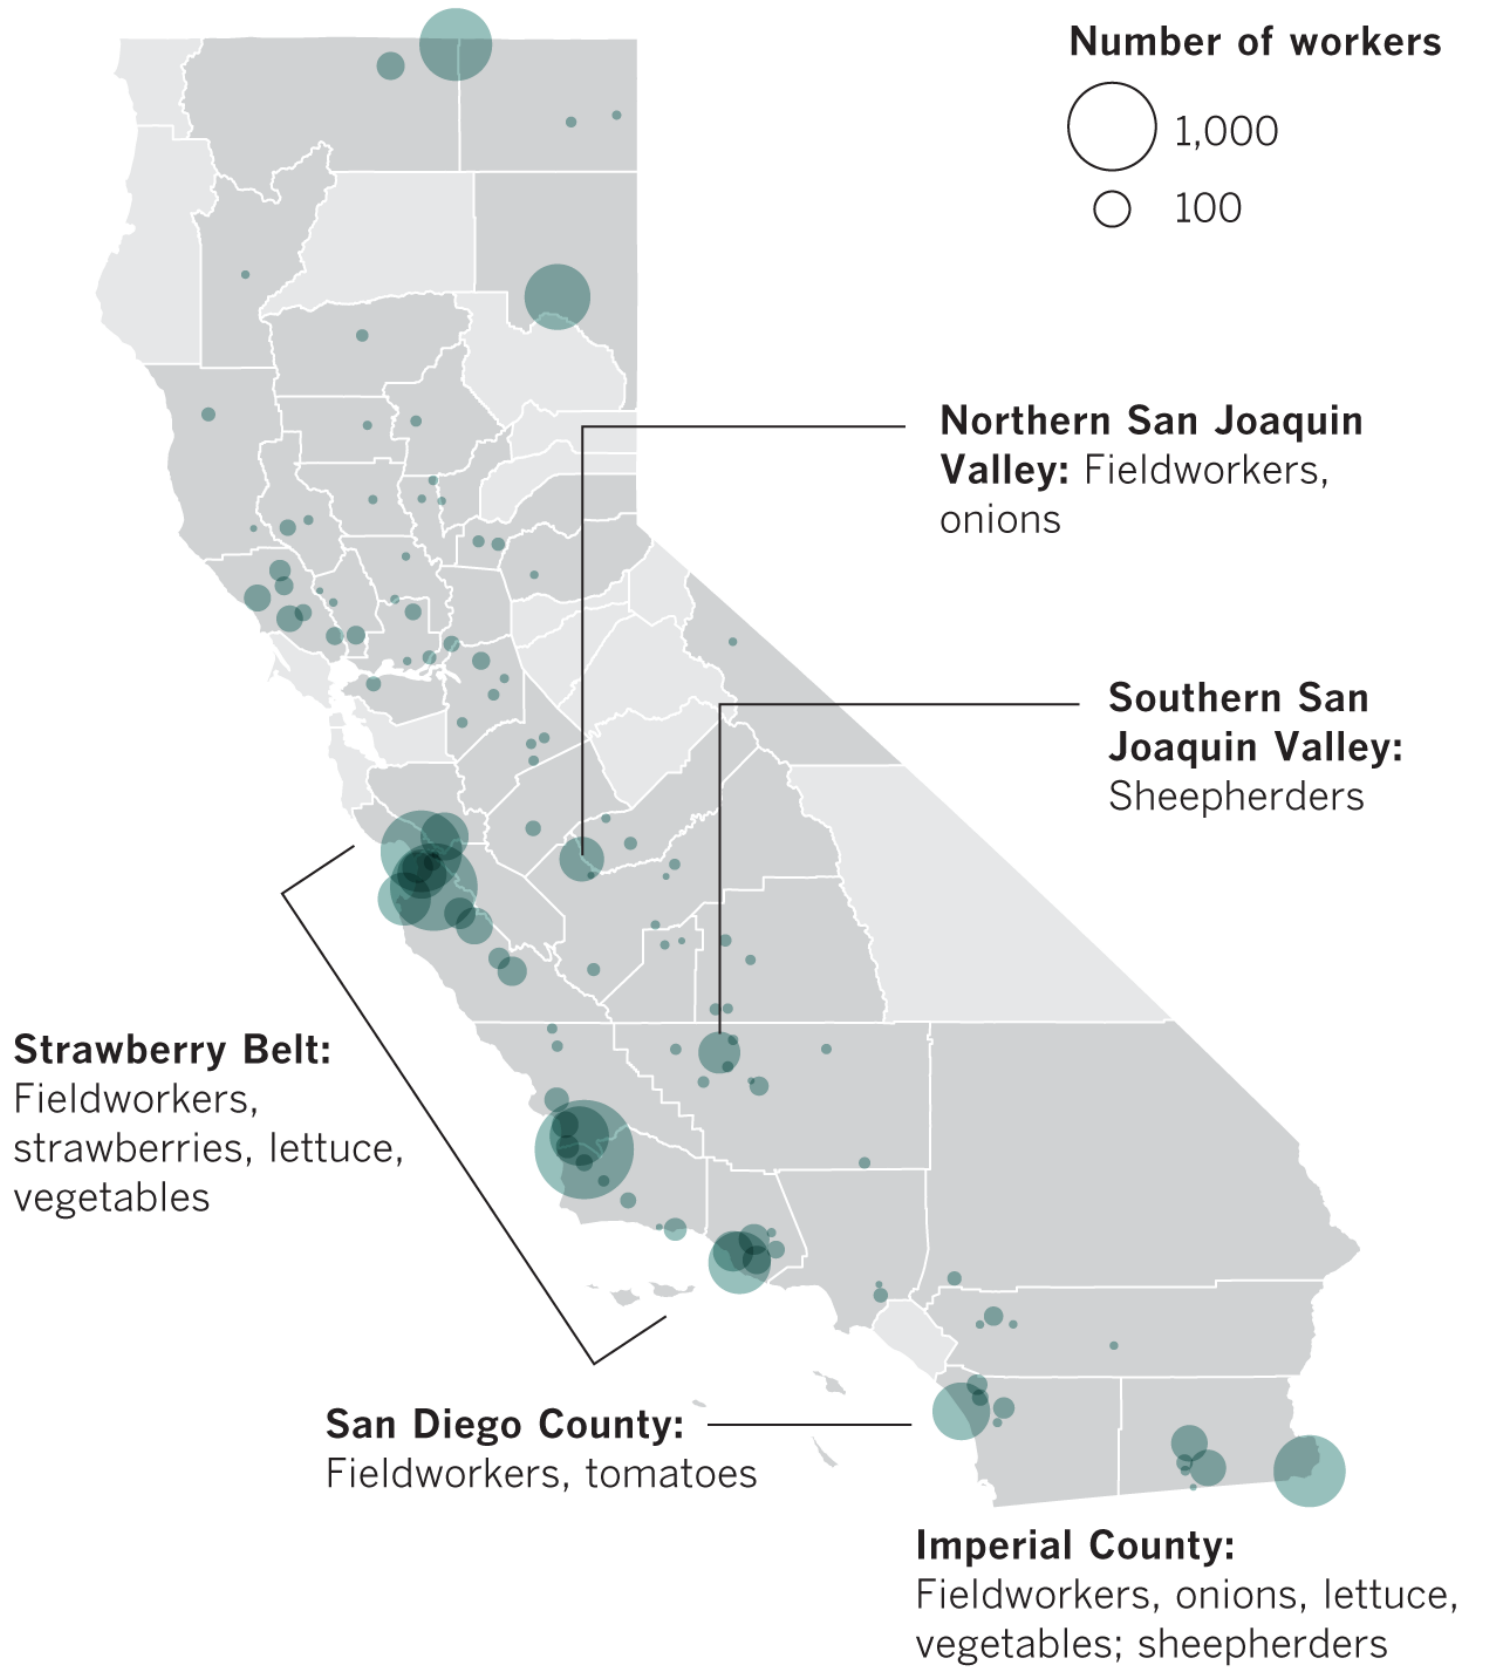 Number of workers
1,000
100
Northern San Joaquin
Valley: Fieldworkers,
onions
Southern San
Joaquin Valley:
Sheepherders
Strawberry Belt:
Fieldworkers,
strawberries, lettuce,
vegetables
San Diego County:
Fieldworkers, tomatoes
Imperial County:
Fieldworkers, onions, lettuce,
vegetables; sheepherders